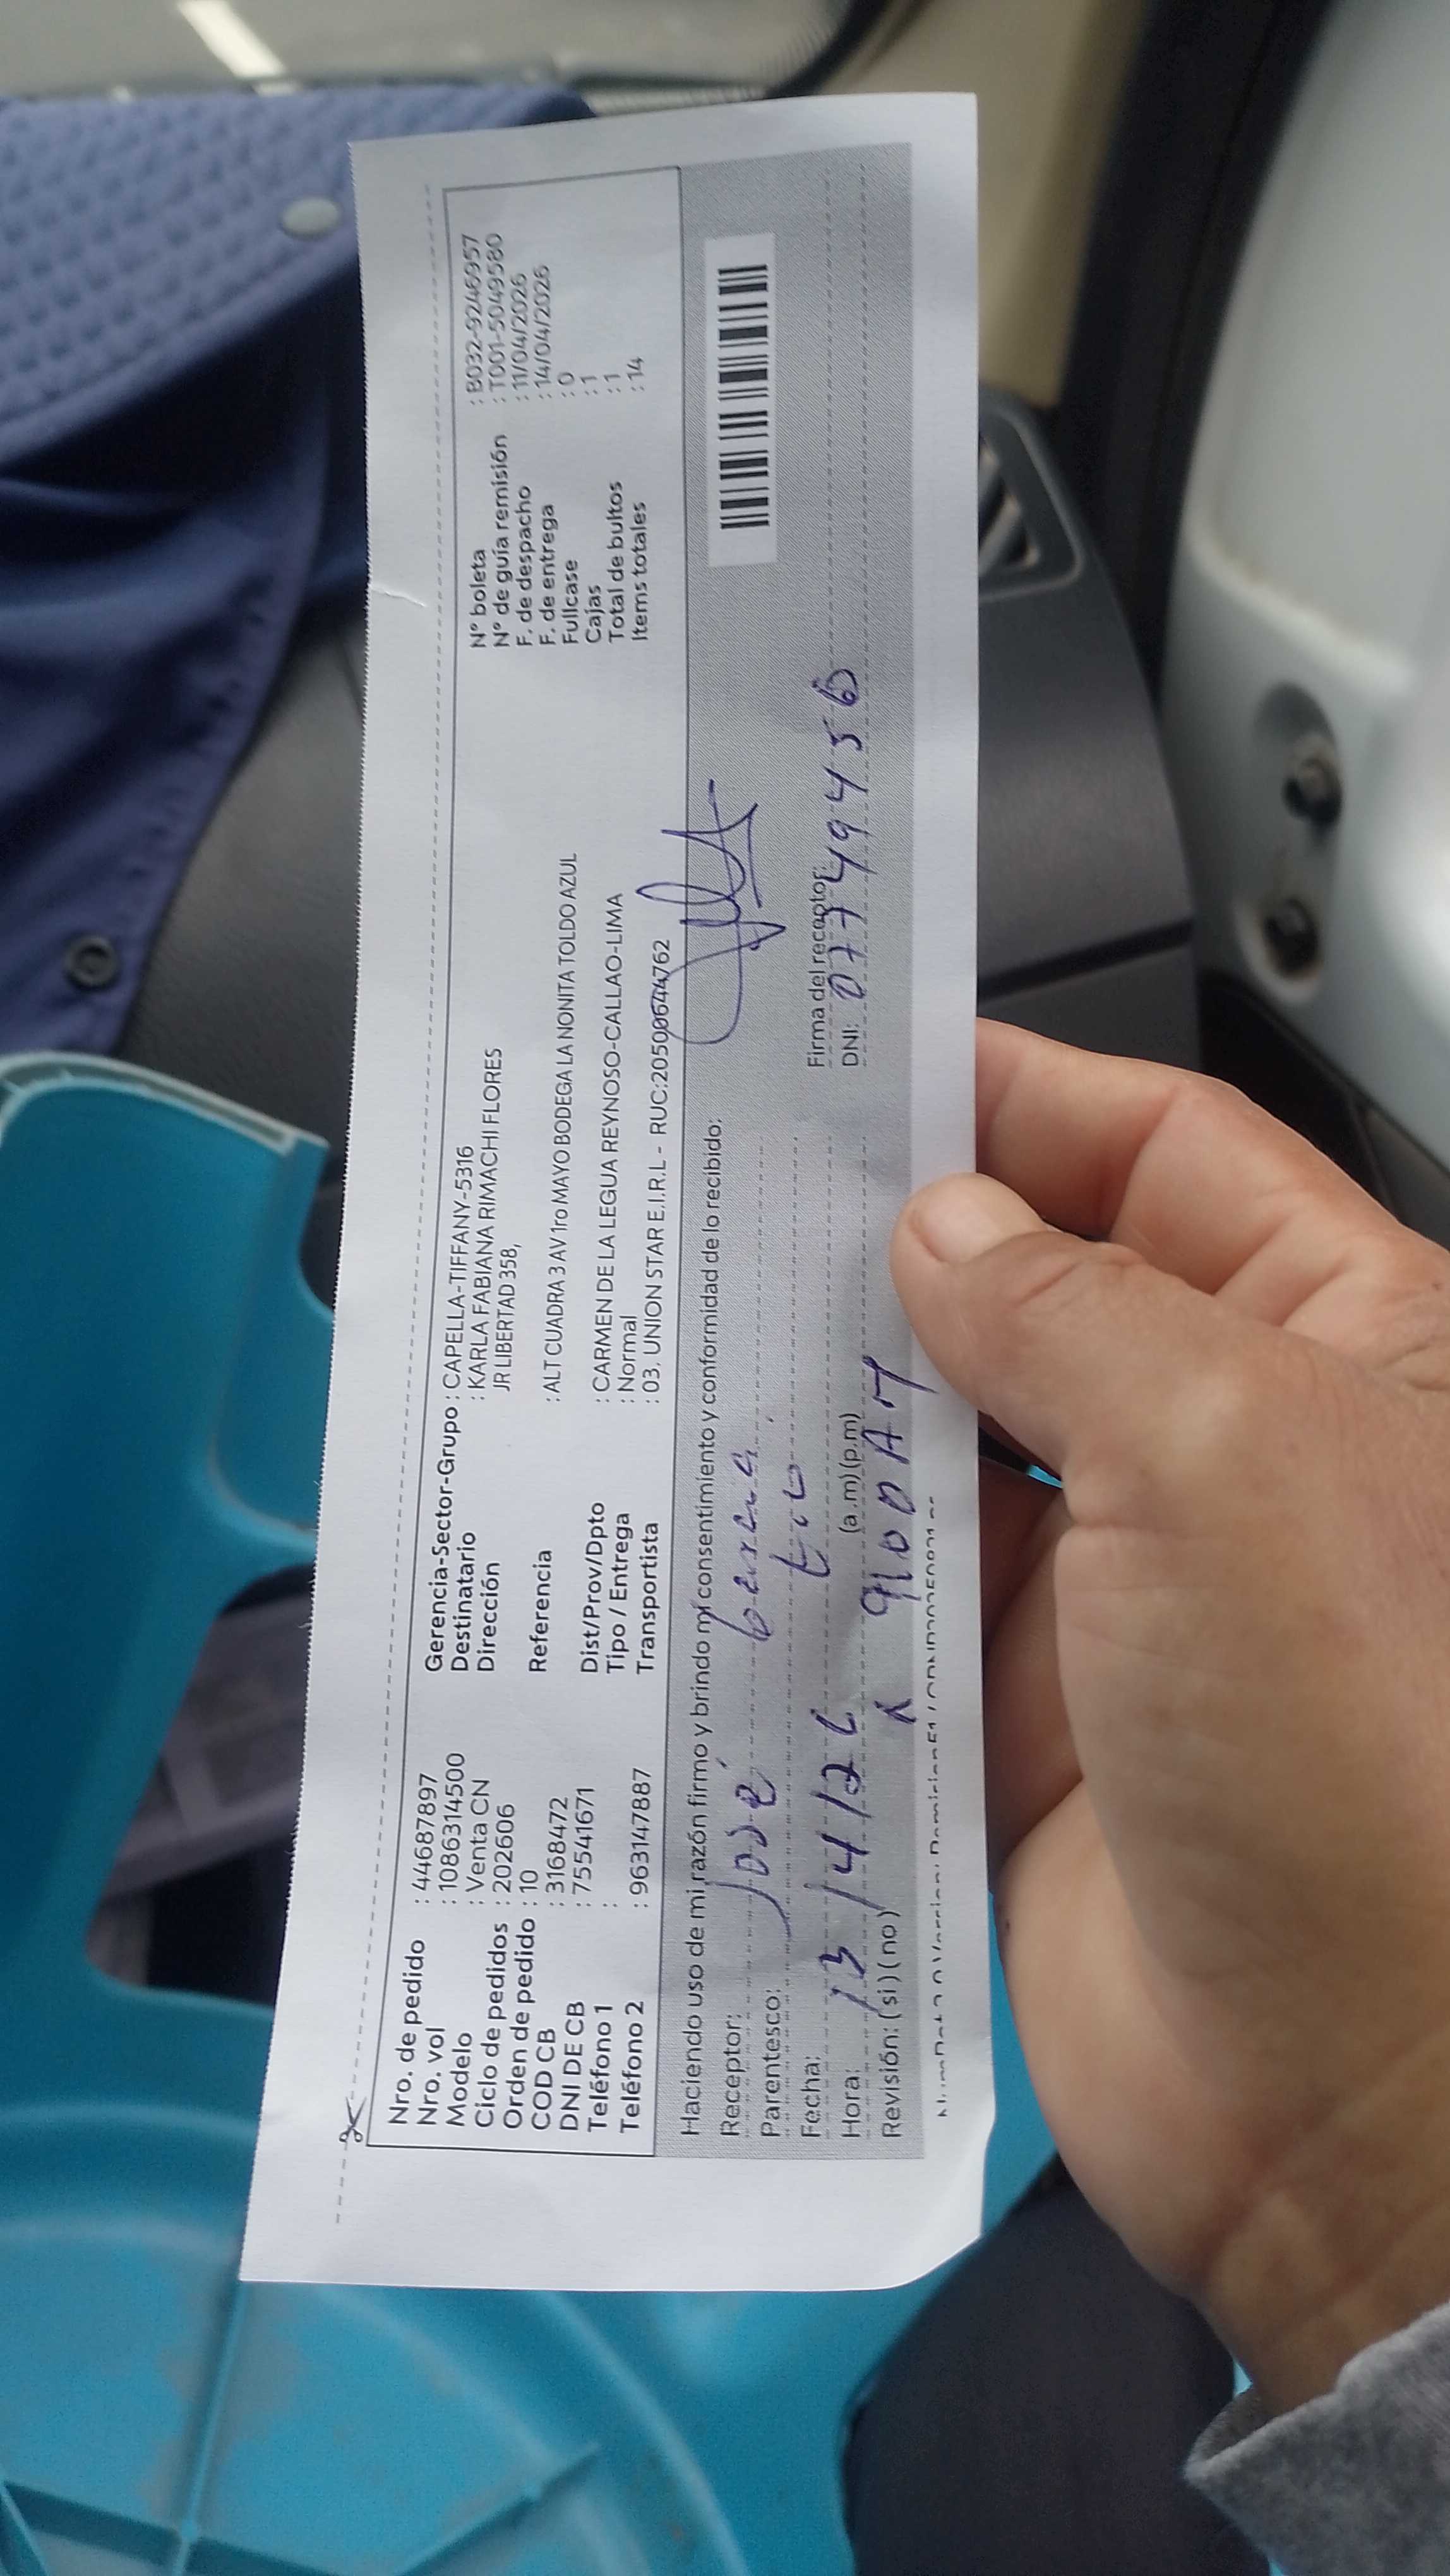 Nro. de pedido : 44687897
Nro. vol : 1086314500
Modelo : Venta CN
Ciclo de pedidos : 202606
Orden de pedido : 10
COD CB : 3168472
DNI DE CB : 75541671
Teléfono 1 :
Teléfono 2 : 963147887
Gerencia-Sector-Grupo : CAPELLA-TIFFANY-5316
Destinatario : KARLA FABIANA RIMACHI FLORES
Dirección JR LIBERTAD 358,
Referencia : ALT CUADRA 3 AV 1ro MAYO BODEGA LA NONITA TOLDO AZUL
Dist/Prov/Dpto : CARMEN DE LA LEGUA REYNOSO-CALLAO-LIMA
Tipo / Entrega : Normal
Transportista : 03. UNION STAR E.I.R.L - RUC:20500644762
N° boleta : B032-9246957
N° de guía remisión : T001-5049580
F. de despacho : 11/04/2026
F. de entrega : 14/04/2026
Fullcase : 0
Cajas : 1
Total de bultos : 1
Items totales : 14
Haciendo uso de mi razón firmo y brindo mi consentimiento y conformidad de lo recibido:
Receptor: José
Parentesco: tio
Fecha: 13/4/26
Hora: (a.m) (p.m)
9:00 AM
Revisión: (si) (no)
Firma del receptor:
DNI: 07749456